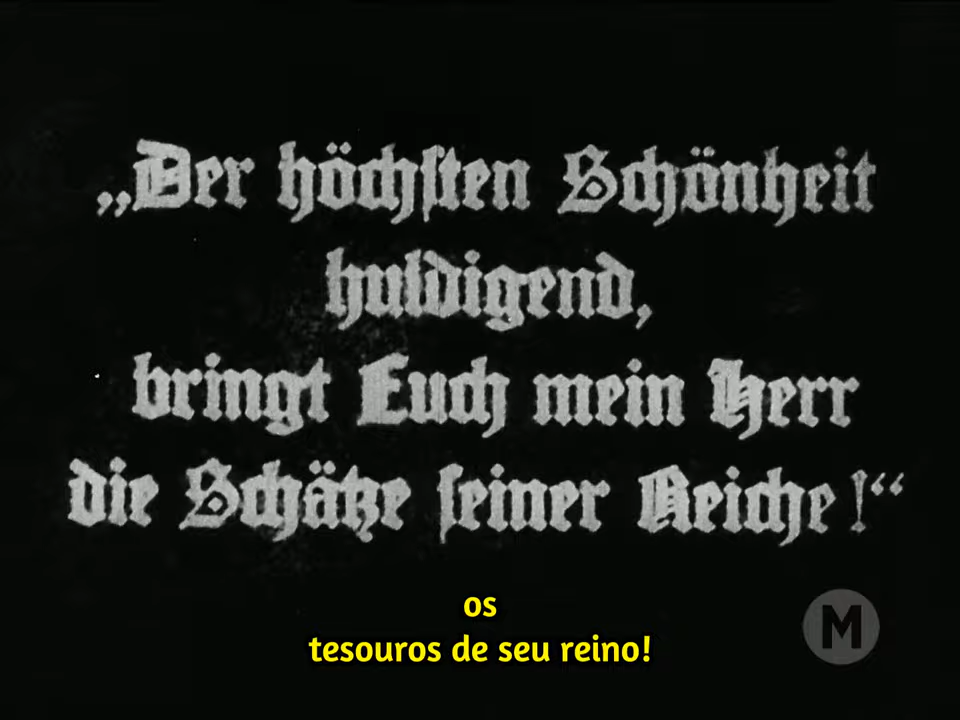 „Der höchſten Schönheit
huldigend,
bringt Euch mein Herr
die Schätze ſeiner Reiche!“
os
tesouros de seu reino!
M